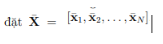 đặt X̃ = [x̃₁, x̃₂, . . . , x̃_N]